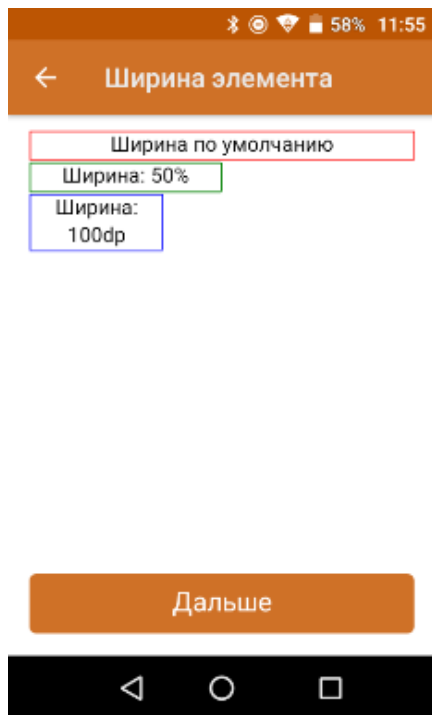 58% 11:55
Ширина элемента
Ширина по умолчанию
Ширина: 50%
Ширина:
100dp
Дальше